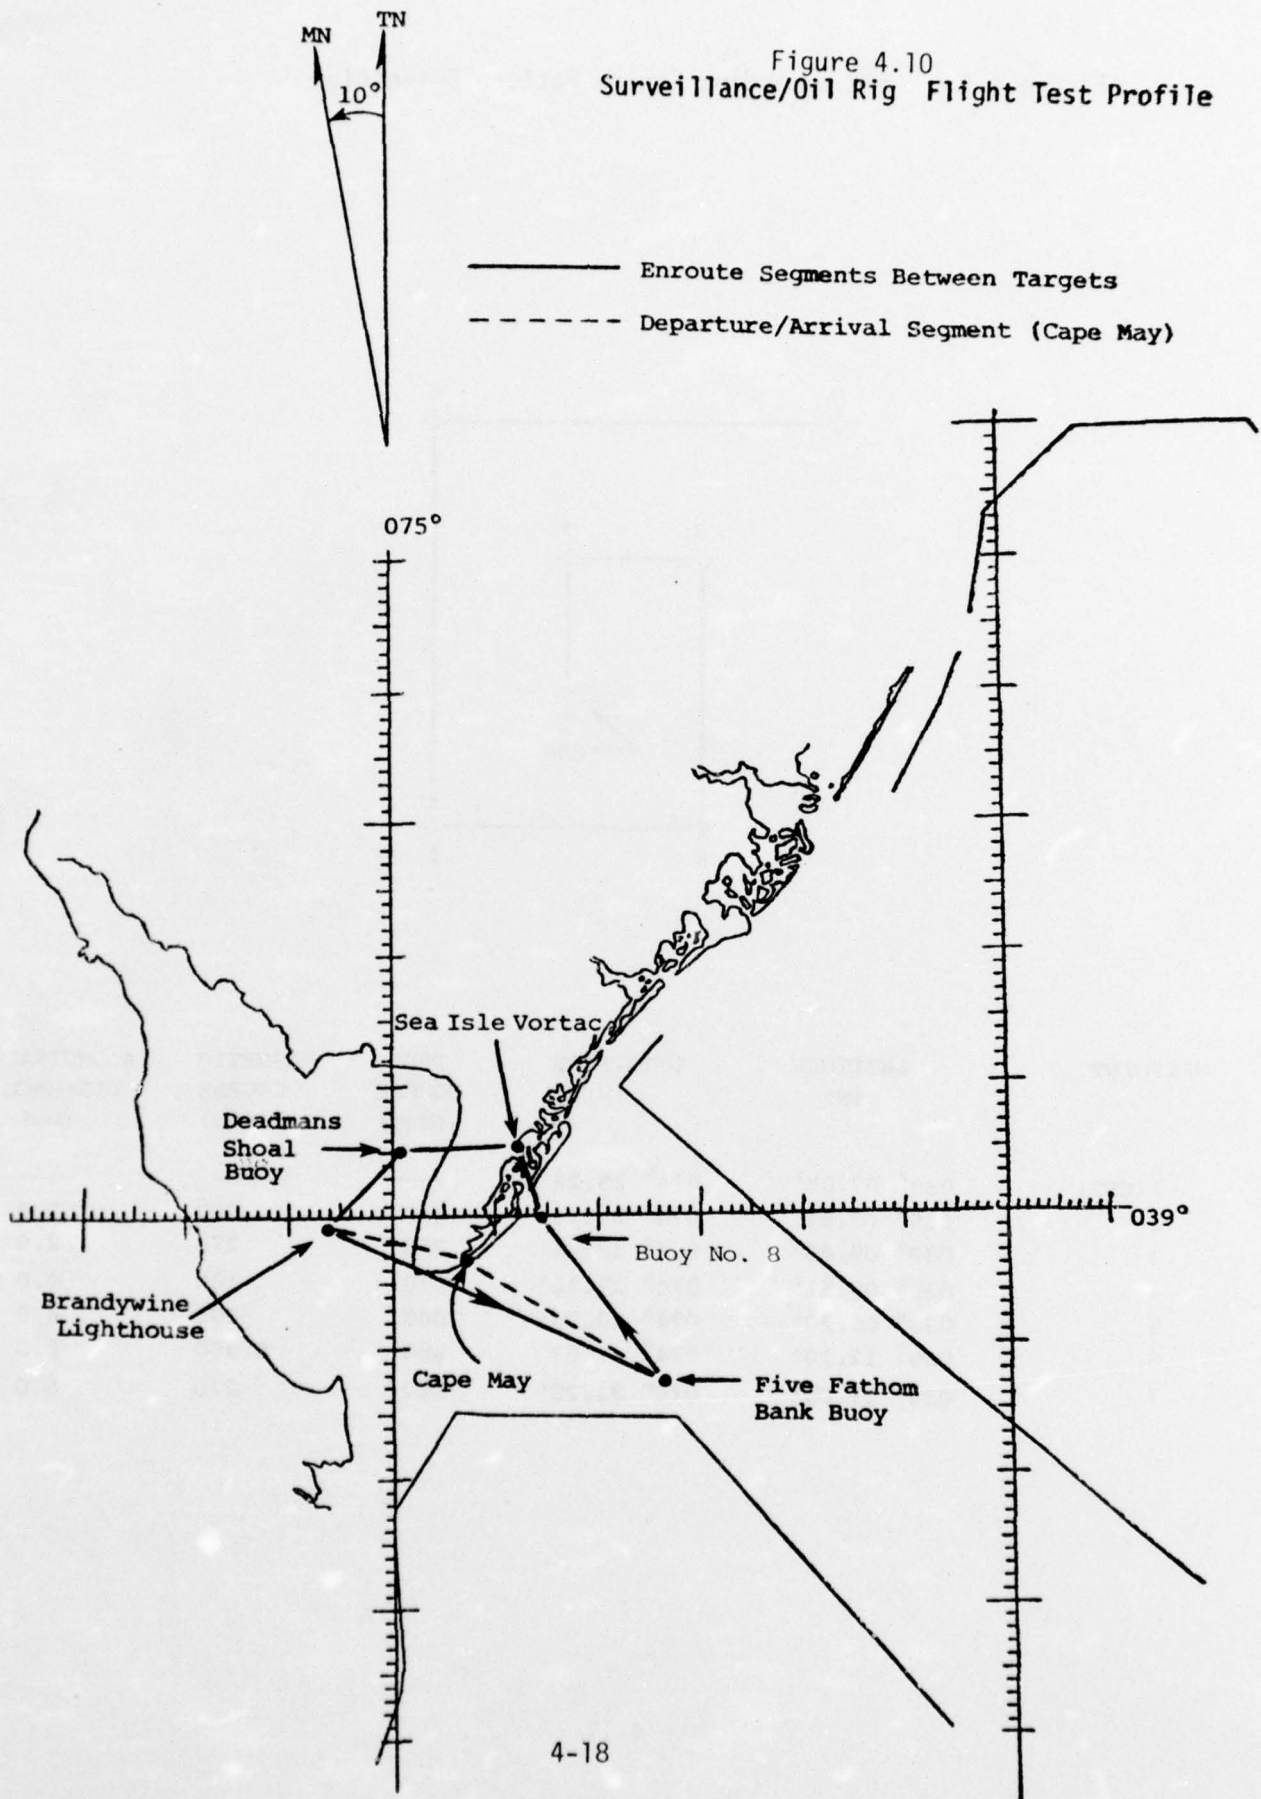 MN
TN
10°
Figure 4.10
Surveillance/Oil Rig Flight Test Profile
Enroute Segments Between Targets
Departure/Arrival Segment (Cape May)
075°
Sea Isle Vortac
Deadmans
Shoal
Buoy
039°
Buoy No. 8
Brandywine
Lighthouse
Cape May
Five Fathom
Bank Buoy
4-18